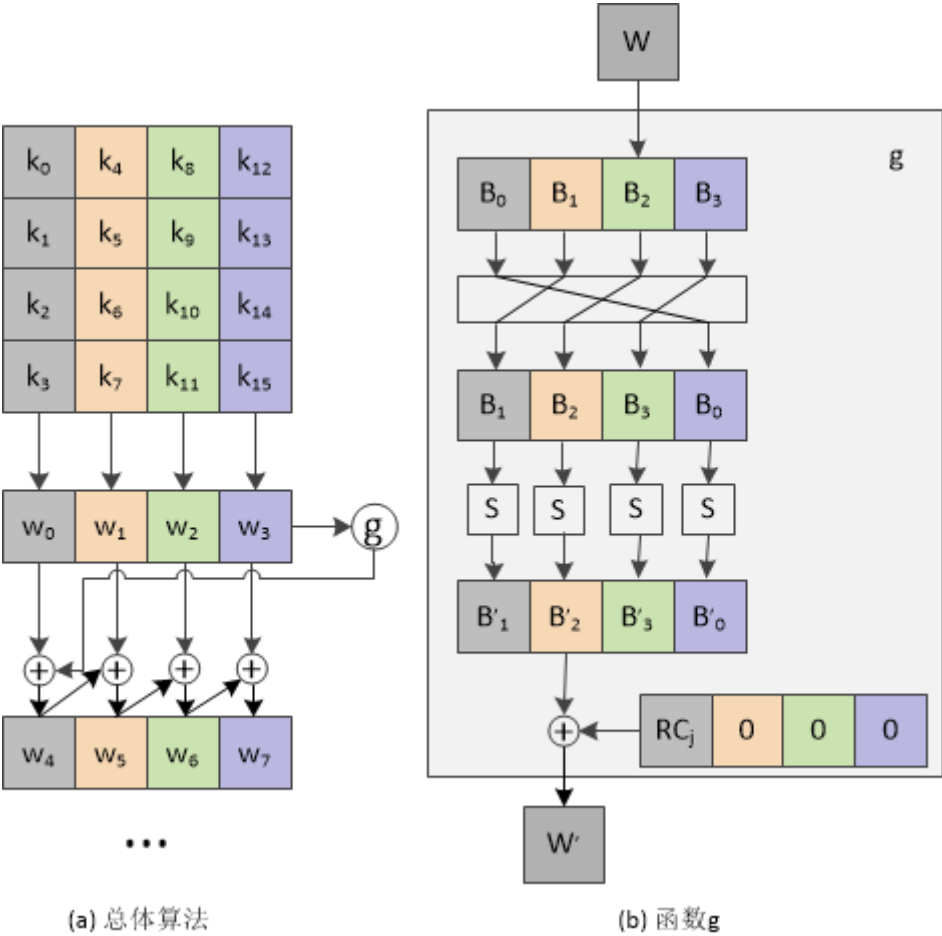 k₀ k₄ k₈ k₁₂
k₁ k₅ k₉ k₁₃
k₂ k₆ k₁₀ k₁₄
k₃ k₇ k₁₁ k₁₅
w₀ w₁ w₂ w₃ g
+ + + +
w₄ w₅ w₆ w₇
...
(a) 总体算法
W
g
B₀ B₁ B₂ B₃
B₁ B₂ B₃ B₀
S S S S
B'₁ B'₂ B'₃ B'₀
+ RCⱼ 0 0 0
W'
(b) 函数g